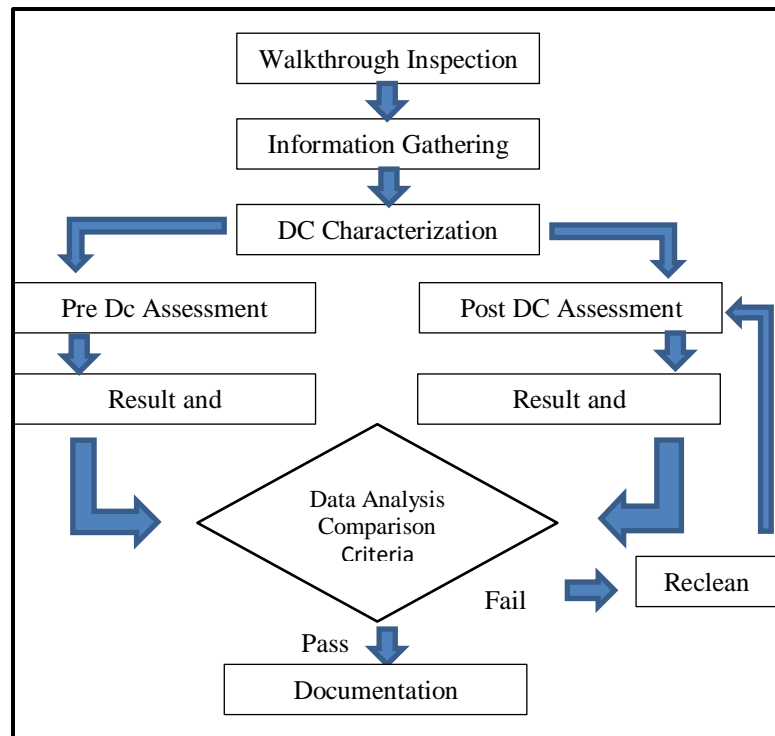 Walkthrough Inspection
Information Gathering
DC Characterization
Pre Dc Assessment
Post DC Assessment
Result and
Result and
Data Analysis
Comparison
Criteria
Reclean
Fail
Pass
Documentation